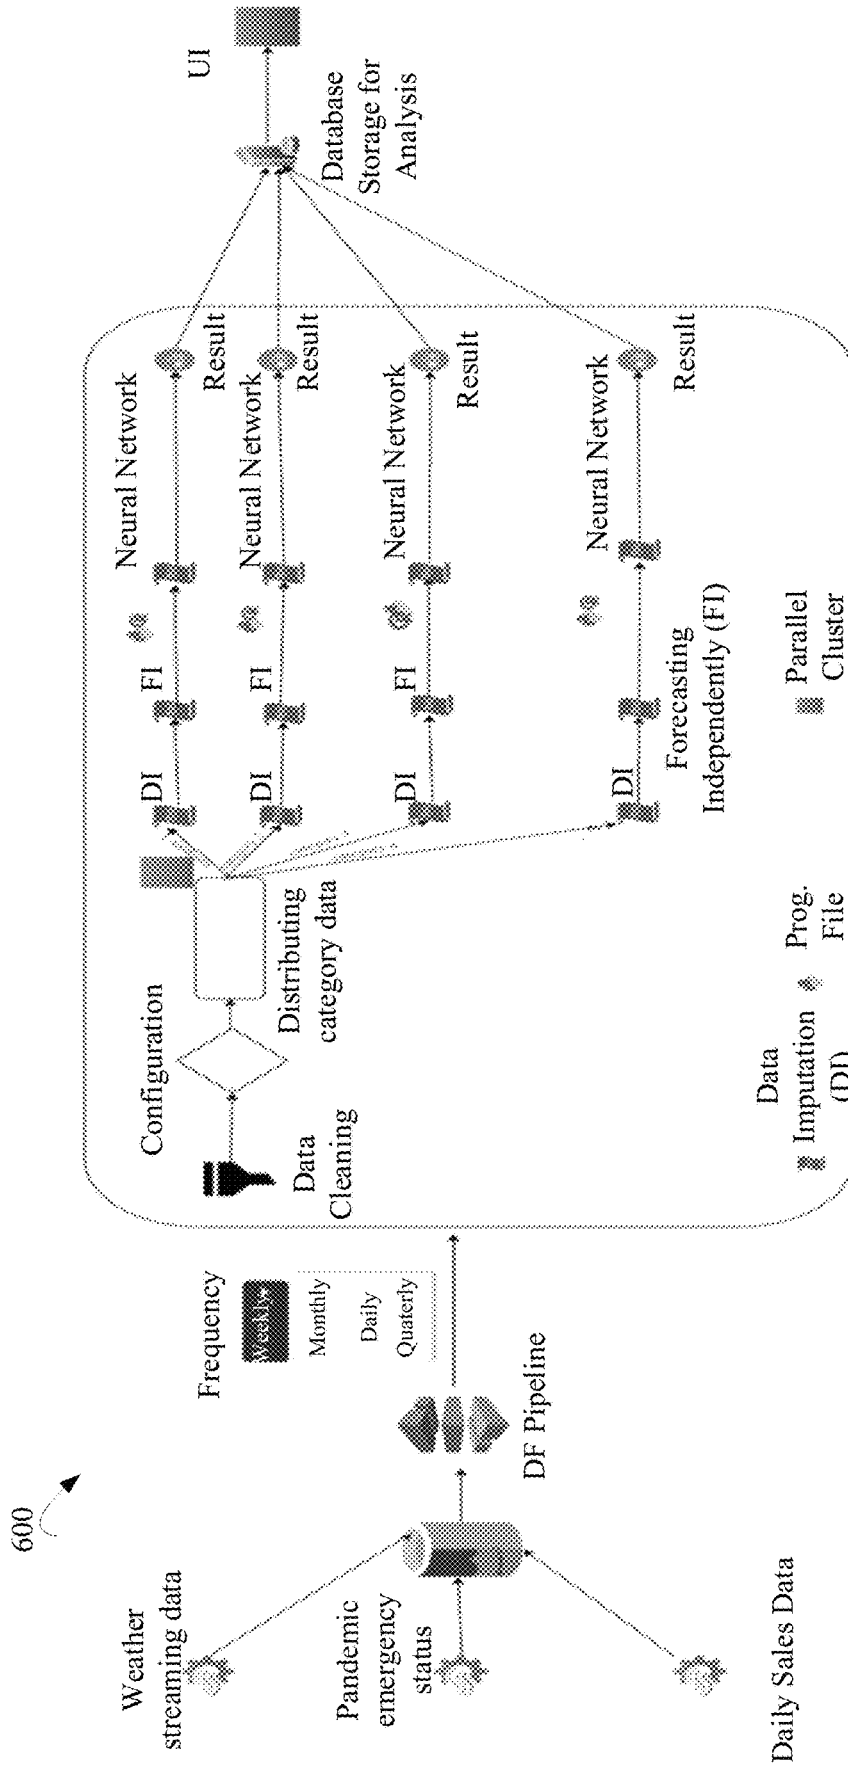 600
Weather
streaming data
Pandemic
emergency
status
Daily Sales Data
DF Pipeline
Frequency
Weekly
Monthly
Daily
Quaterly
Data
Cleaning
Configuration
Distributing
category data
DI
FI
Neural Network
Result
DI
FI
Neural Network
Result
DI
FI
Neural Network
Result
DI
Forecasting
Independently (FI)
Neural Network
Result
Data
Imputation
(DI)
Prog.
File
Parallel
Cluster
Database
Storage for
Analysis
UI